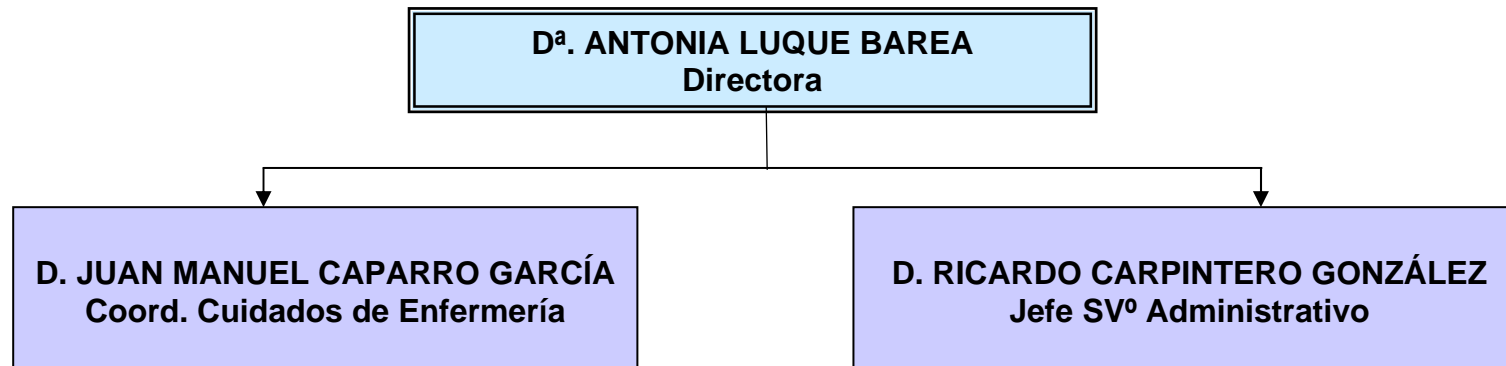 Dª. ANTONIA LUQUE BAREA
Directora
D. JUAN MANUEL CAPARRO GARCÍA
Coord. Cuidados de Enfermería
D. RICARDO CARPINTERO GONZÁLEZ
Jefe SVº Administrativo